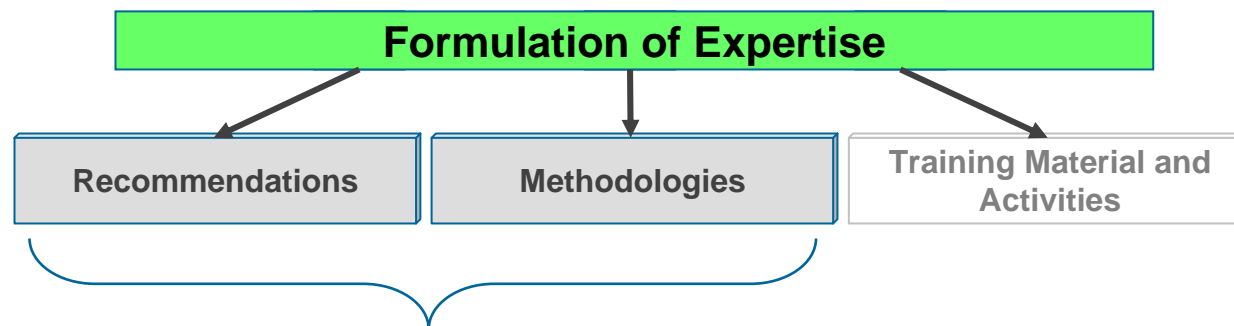 Formulation of Expertise
Recommendations
Methodologies
Training Material and
Activities